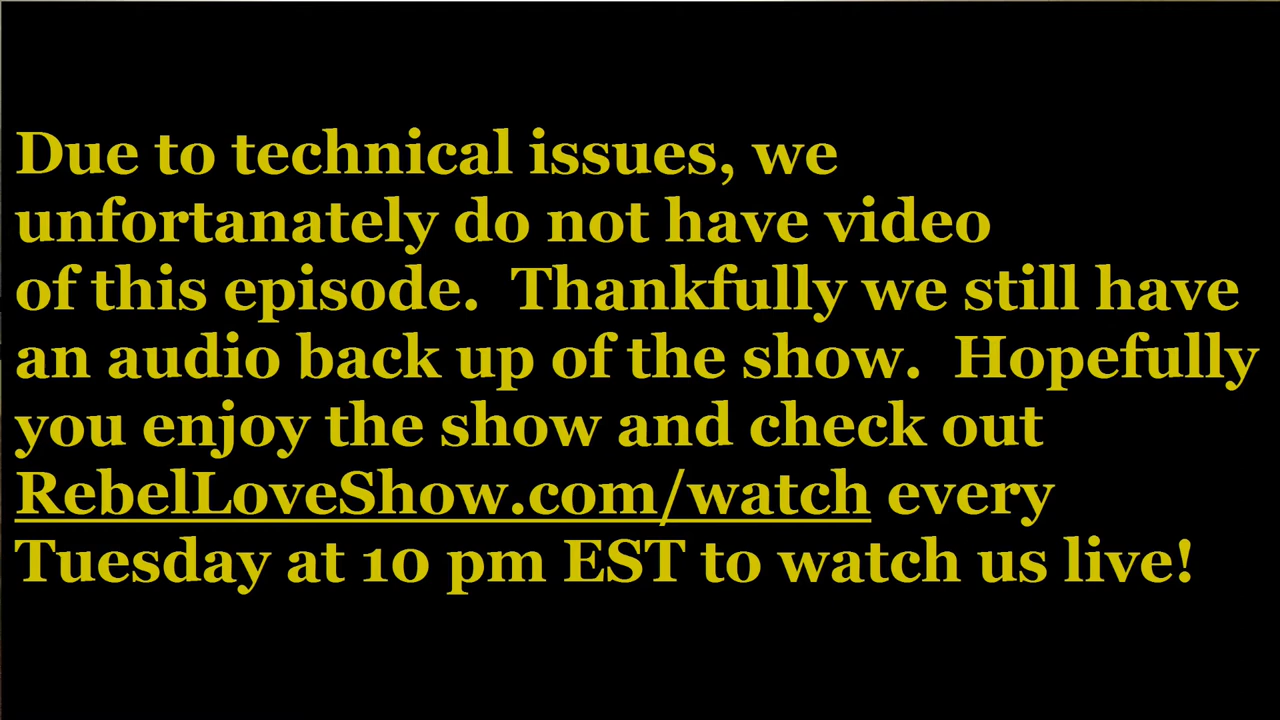 Due to technical issues, we
unfortanately do not have video
of this episode.  Thankfully we still have
an audio back up of the show.  Hopefully
you enjoy the show and check out
RebelLoveShow.com/watch every
Tuesday at 10 pm EST to watch us live!